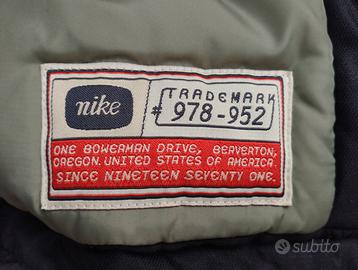 nike
TRADEMARK
# 978-952
ONE BOWERMAN DRIVE, BEAVERTON,
OREGON. UNITED STATES OF AMERICA.
SINCE NINETEEN SEVENTY ONE.
subito